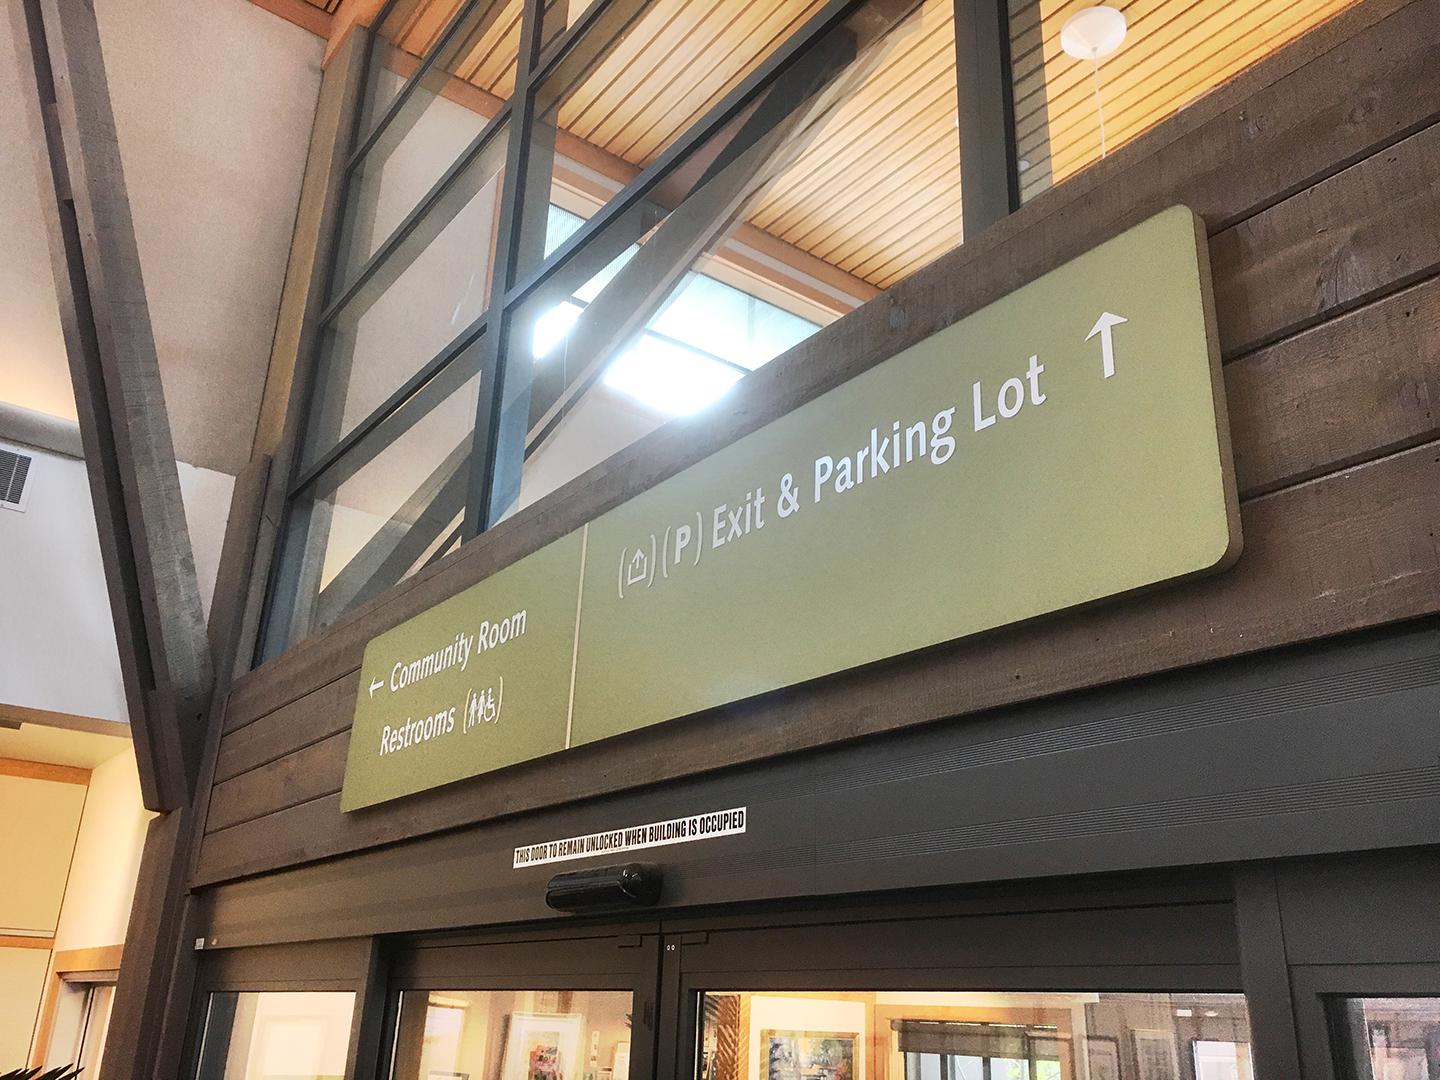 ← Community Room
Restrooms
(P) Exit & Parking Lot ↑
THIS DOOR TO REMAIN UNLOCKED WHEN BUILDING IS OCCUPIED